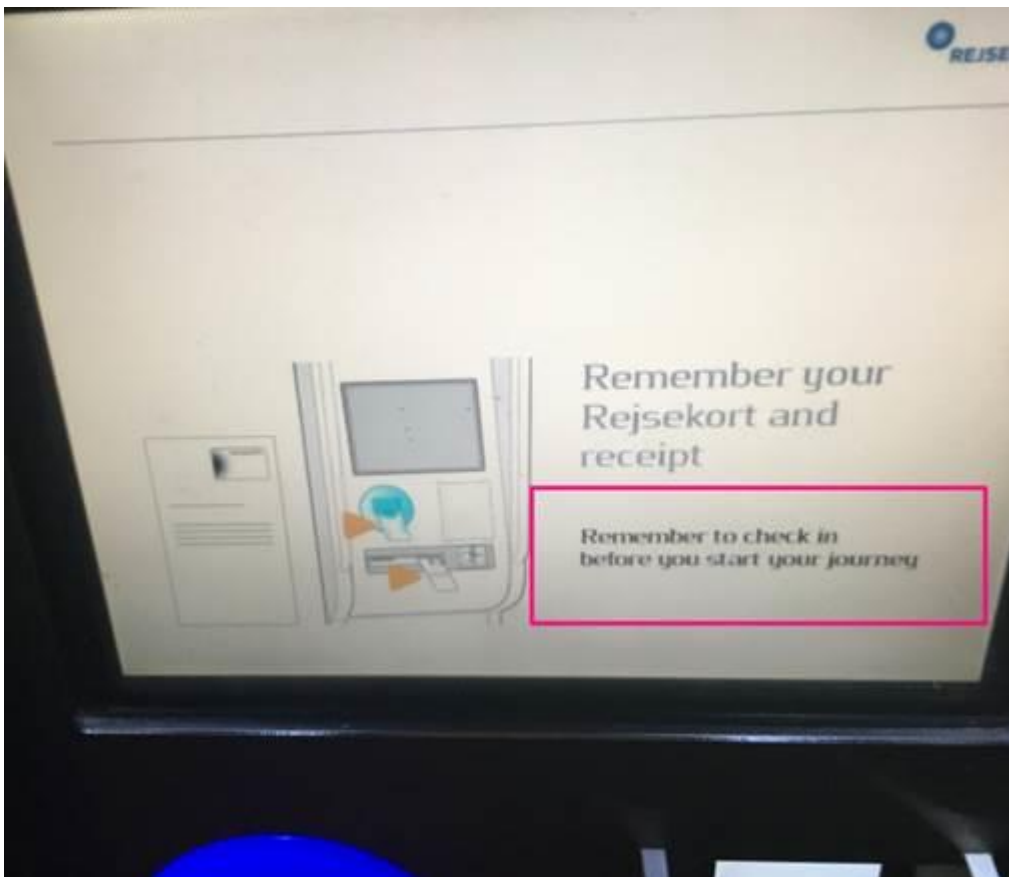 REJSE
Remember your
Rejsekort and
receipt
Remember to check in
before you start your journey